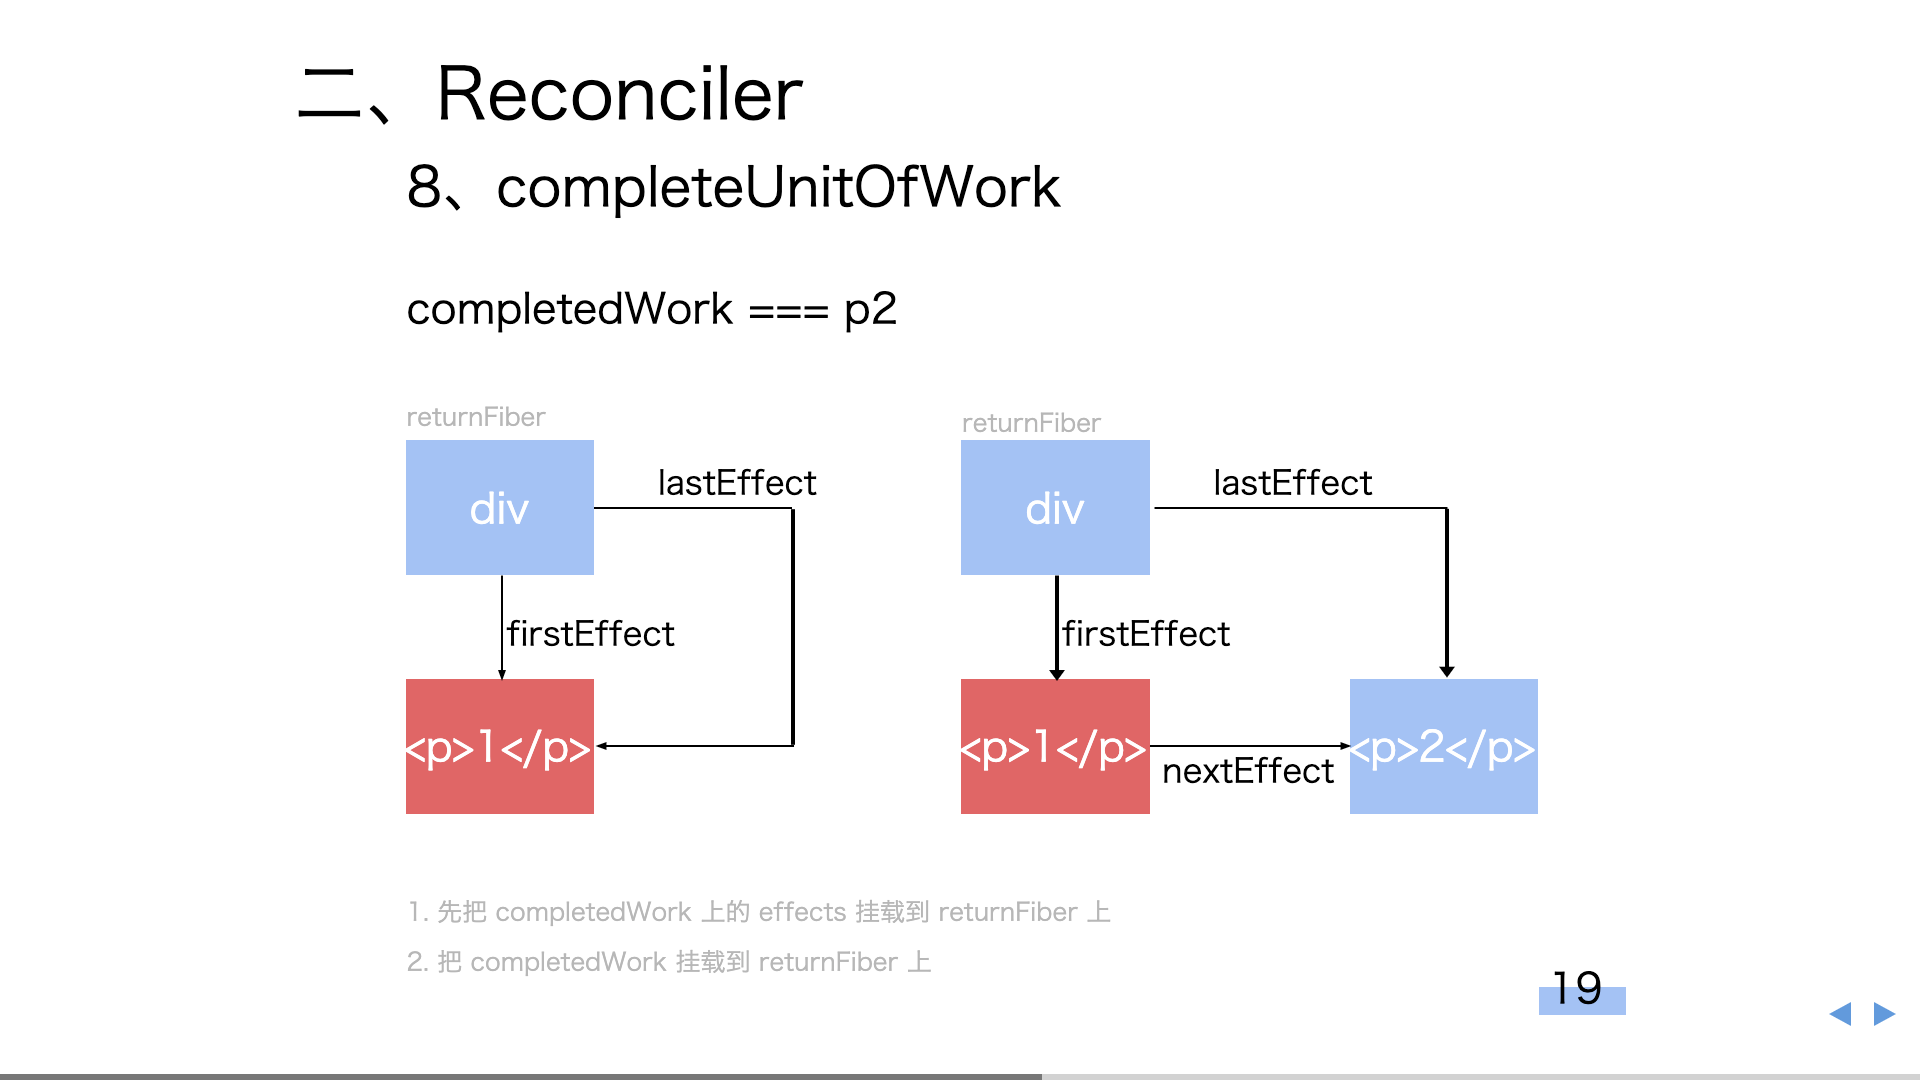 二、Reconciler
8、completeUnitOfWork
completedWork === p2
returnFiber
div
lastEffect
firstEffect
<p>1</p>
returnFiber
div
lastEffect
firstEffect
<p>1</p>
nextEffect
<p>2</p>
1. 先把 completedWork 上的 effects 挂载到 returnFiber 上
2. 把 completedWork 挂载到 returnFiber 上
19